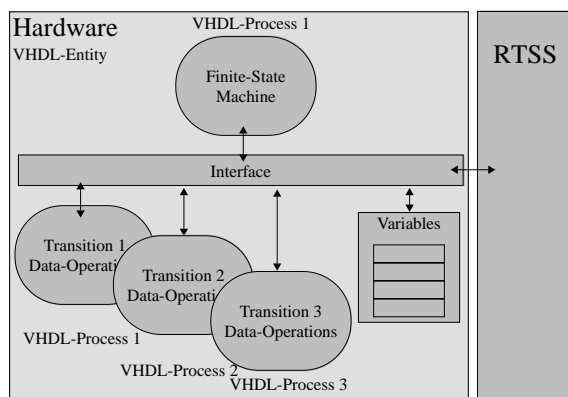 Hardware
VHDL-Entity
VHDL-Process 1
RTSS
Finite-State
Machine
Interface
Transition 1
Data-Operatio
Transition 2
Data-Operati
Transition 3
Data-Operations
Variables
VHDL-Process 1
VHDL-Process 2
VHDL-Process 3